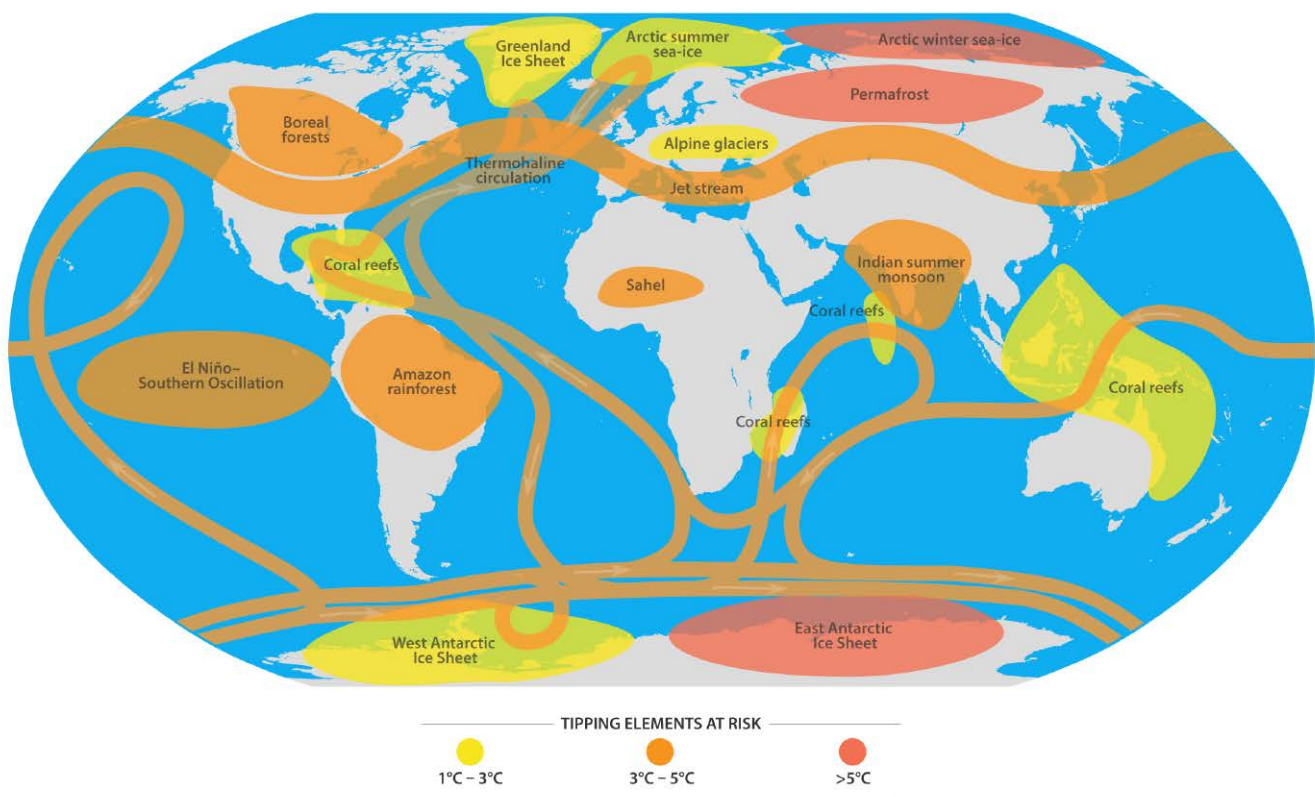 Greenland
Ice Sheet
Arctic summer
sea-ice
Arctic winter sea-ice
Permafrost
Boreal
forests
Alpine glaciers
Thermohaline
circulation
Jet stream
Coral reefs
Sahel
Indian summer
monsoon
Coral reefs
El Niño–
Southern Oscillation
Amazon
rainforest
Coral reefs
Coral reefs
West Antarctic
Ice Sheet
East Antarctic
Ice Sheet
TIPPING ELEMENTS AT RISK
1°C – 3°C
3°C – 5°C
>5°C